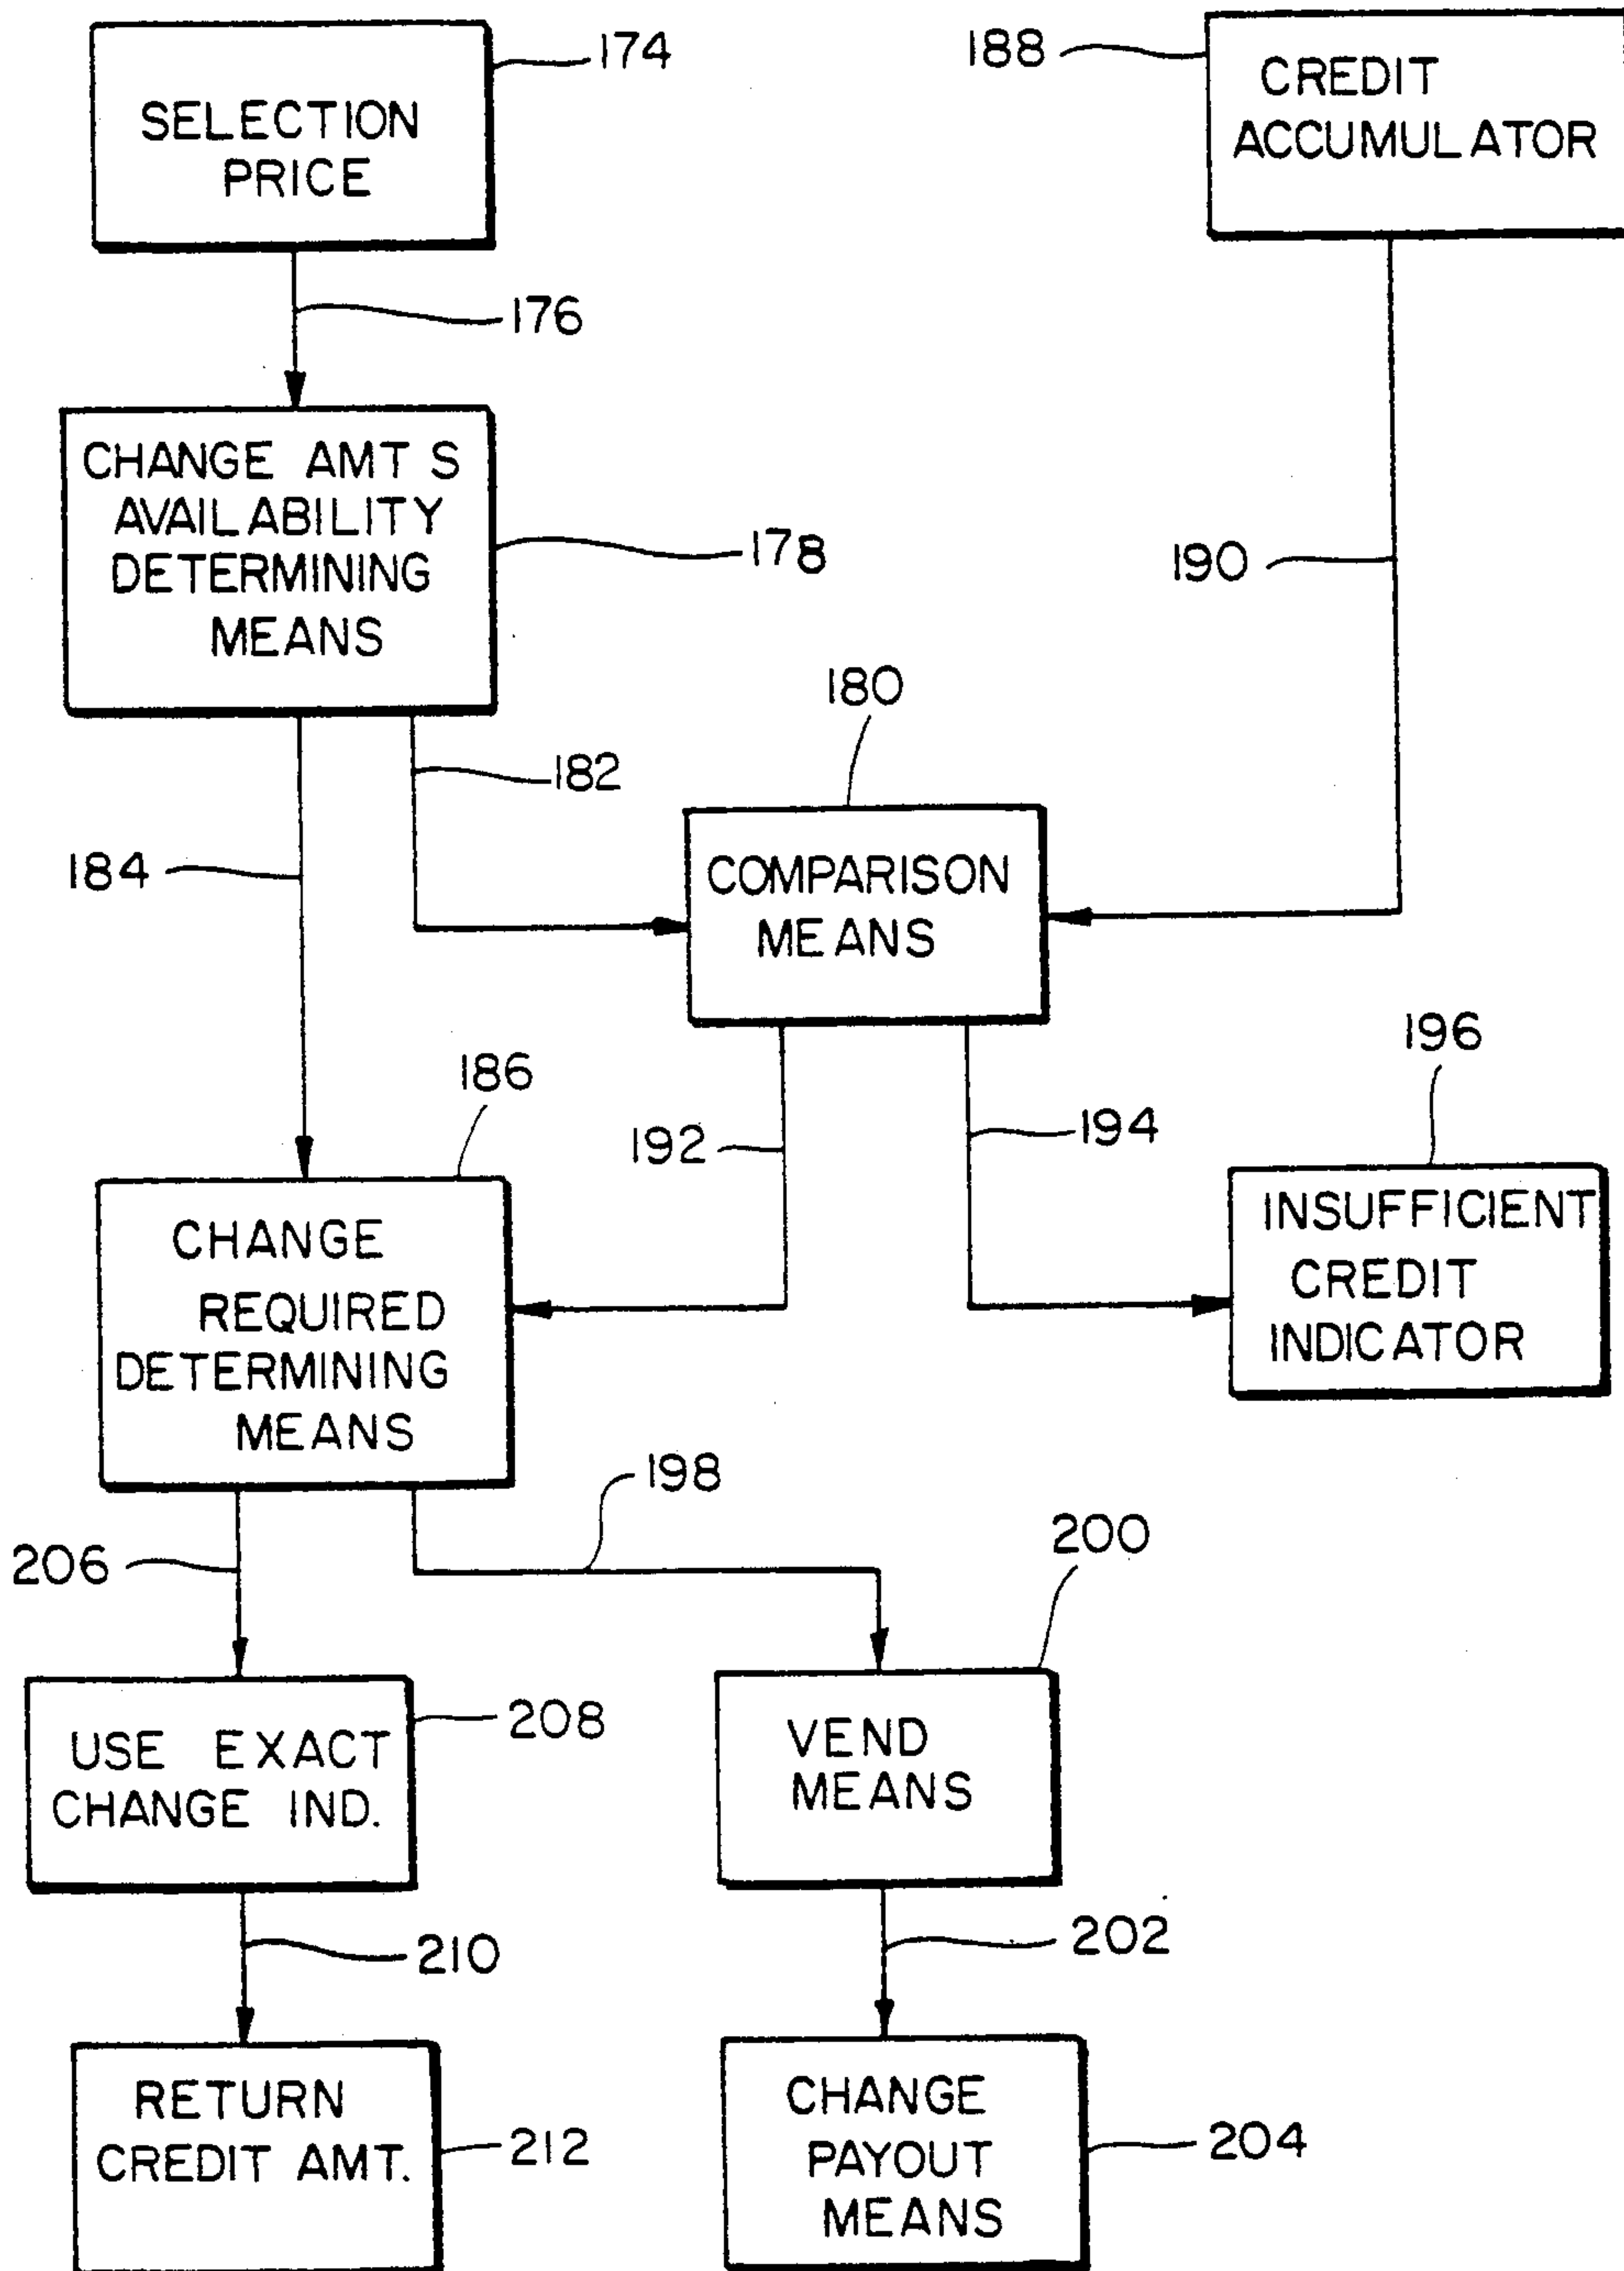 174
SELECTION
PRICE
188
CREDIT
ACCUMULATOR
176
CHANGE AMTS
AVAILABILITY
DETERMINING
MEANS
178
190
180
182
COMPARISON
MEANS
184
186
192
194
196
CHANGE
REQUIRED
DETERMINING
MEANS
INSUFFICIENT
CREDIT
INDICATOR
198
206
200
USE EXACT
CHANGE IND.
208
VEND
MEANS
210
202
RETURN
CREDIT AMT.
212
CHANGE
PAYOUT
MEANS
204